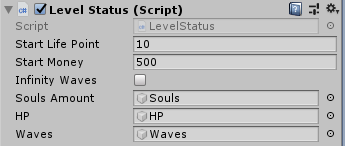 Level Status (Script)
Script LevelStatus
Start Life Point 10
Start Money 500
Infinity Waves
Souls Amount Souls
HP HP
Waves Waves